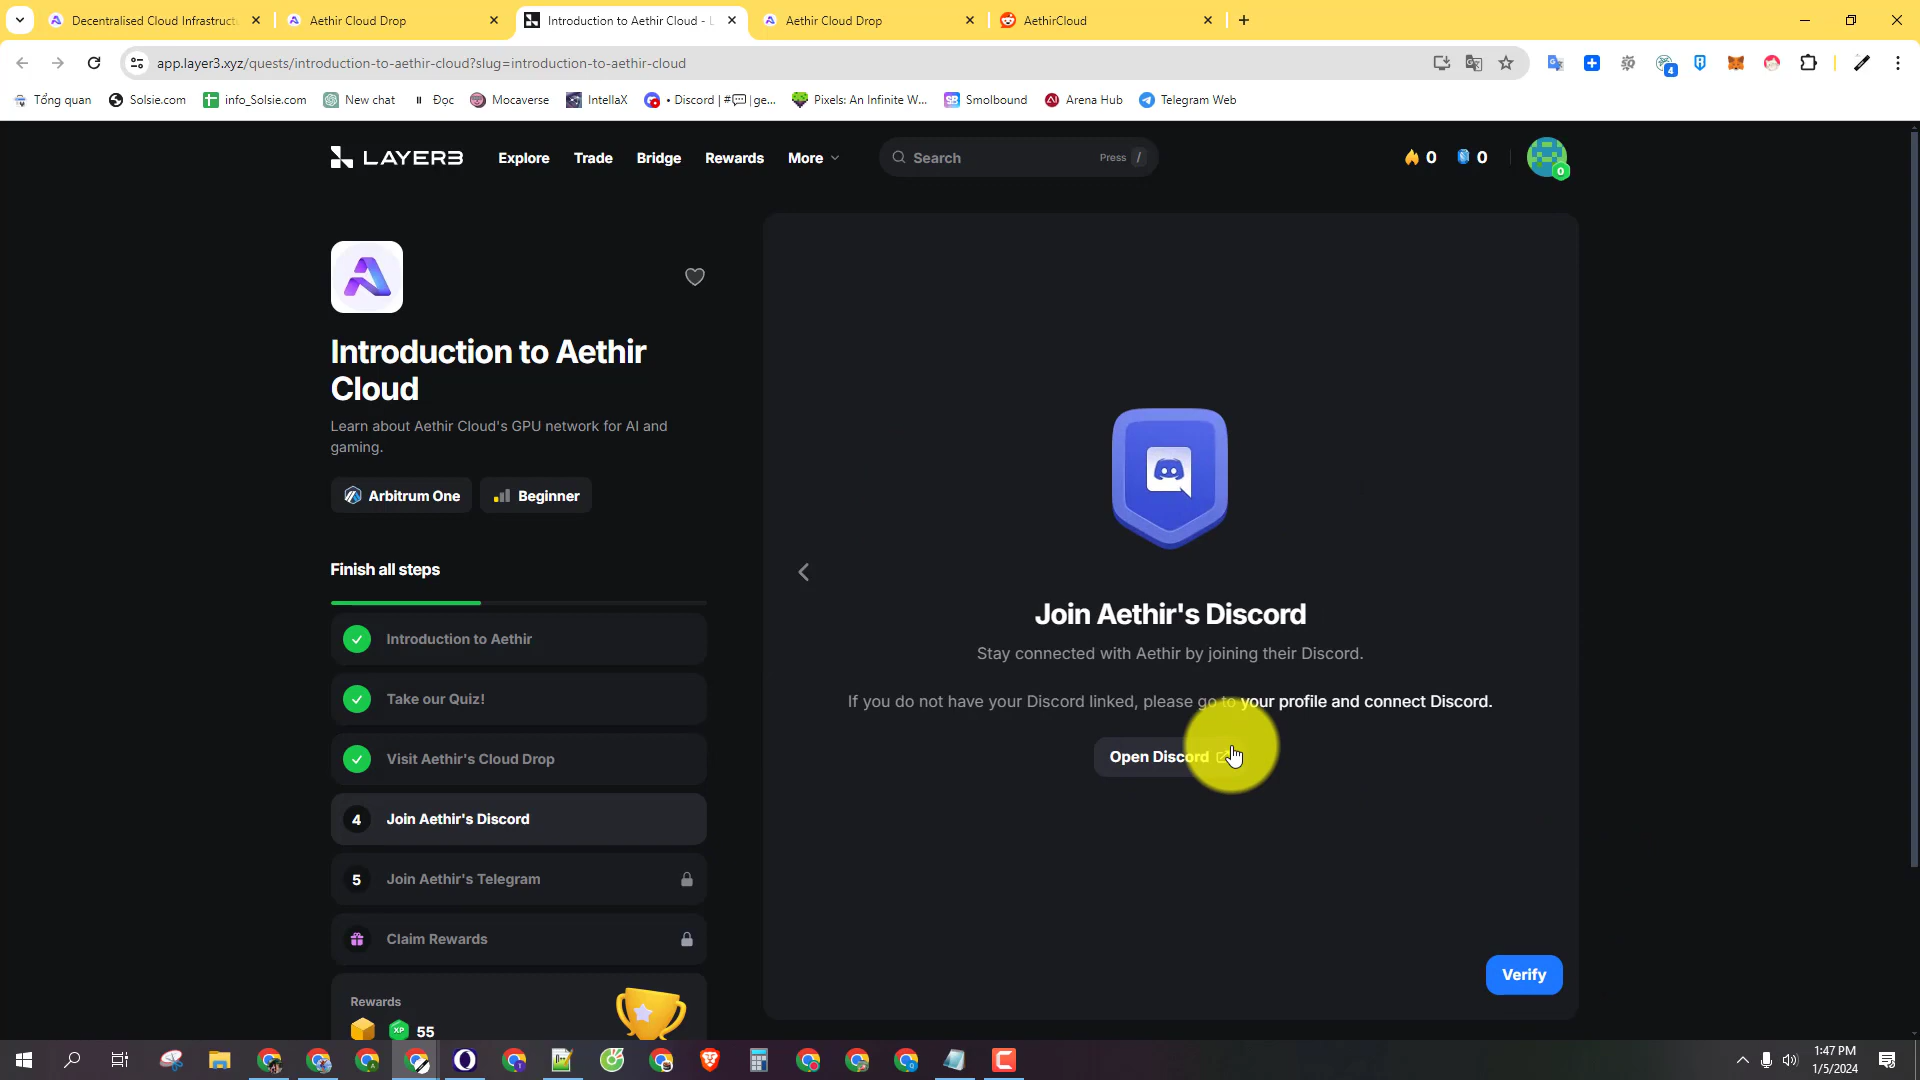 Decentralised Cloud Infrastruct
Aethir Cloud Drop
Introduction to Aethir Cloud - L
Aethir Cloud Drop
AethirCloud
app.layer3.xyz/quests/introduction-to-aethir-cloud?slug=introduction-to-aethir-cloud
4
Tổng quan
Solsie.com
info_Solsie.com
New chat
Đọc
Mocaverse
IntellaX
• Discord | #💬| ge...
Pixels: An Infinite W...
Smolbound
Arena Hub
Telegram Web
LAYER3
Explore
Trade
Bridge
Rewards
More
Search
Press /
0
0
0
Introduction to Aethir
Cloud
Learn about Aethir Cloud's GPU network for AI and
gaming.
Arbitrum One
Beginner
Finish all steps
Introduction to Aethir
Take our Quiz!
Visit Aethir's Cloud Drop
4 Join Aethir's Discord
5 Join Aethir's Telegram
Claim Rewards
Rewards
XP 55
Join Aethir's Discord
Stay connected with Aethir by joining their Discord.
If you do not have your Discord linked, please go to your profile and connect Discord.
Open Discord
Verify
1:47 PM
1/5/2024